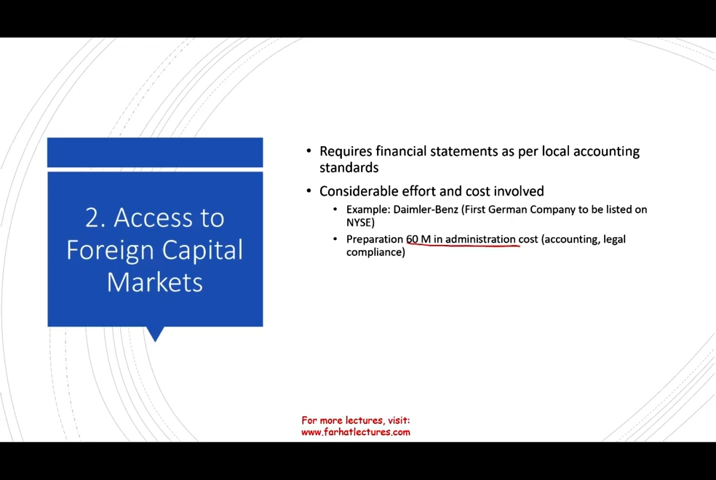 2. Access to
Foreign Capital
Markets
• Requires financial statements as per local accounting
standards
• Considerable effort and cost involved
• Example: Daimler-Benz (First German Company to be listed on
NYSE)
• Preparation 60 M in administration cost (accounting, legal
compliance)
For more lectures, visit:
www.farhatlectures.com